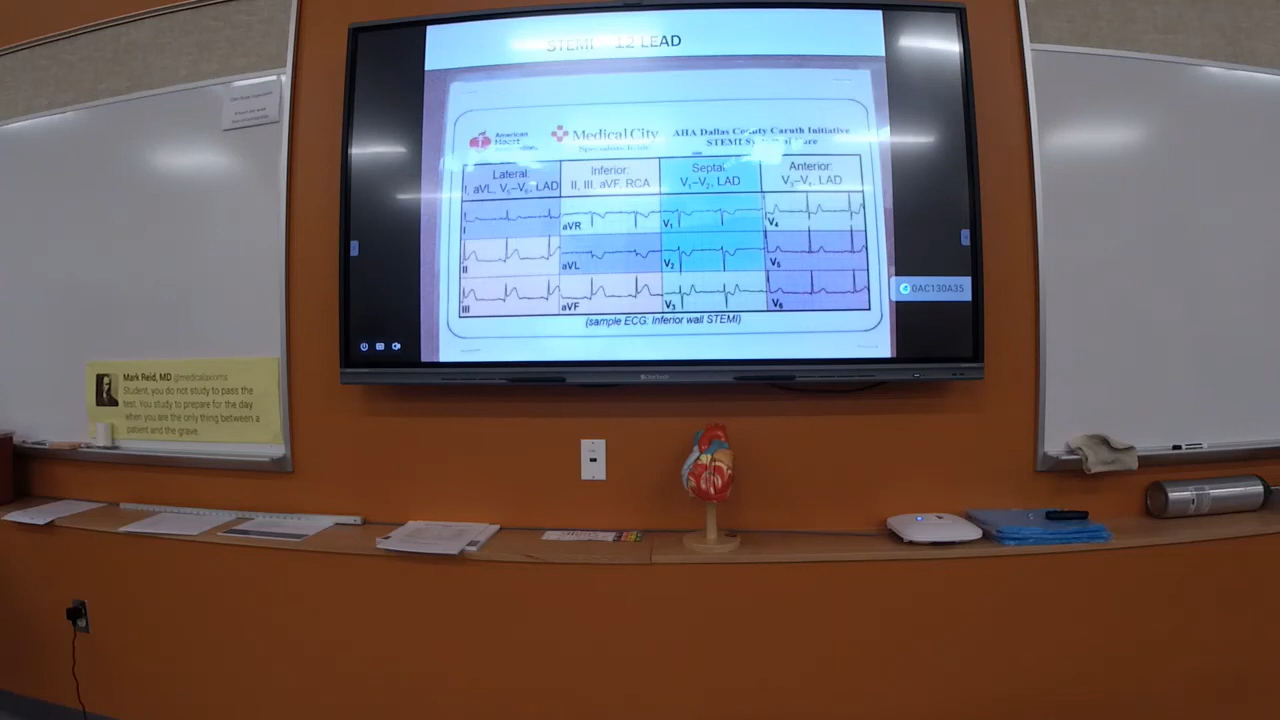 STEMI 12 LEAD
American
Heart
Medical City
AHA Dallas County Caruth Initiative
STEMI
Lateral:
I, aVL, V5–V6, LAD
Inferior:
II, III, aVF, RCA
Septal
V1–V2, LAD
Anterior:
V3–V4, LAD
I
aVR
V1
V4
II
aVL
V2
V5
III
aVF
V3
V6
(sample ECG: Inferior wall STEMI)
0AC130A35
Mark Reid, MD @medicalaxioms
Student, you do not study to pass the
test. You study to prepare for the day
when you are the only thing between a
patient and the grave.